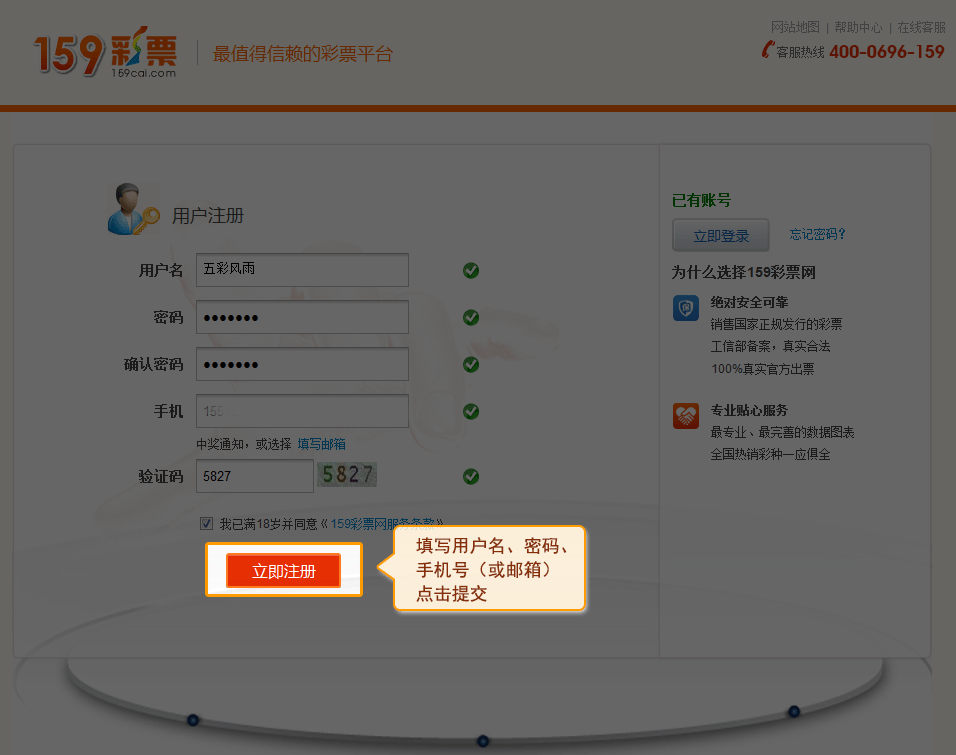 网站地图 | 帮助中心 | 在线客服
159彩票
159cai.com
最值得信赖的彩票平台
客服热线 400-0696-159
用户注册
用户名 五彩风雨
密码 ●●●●●●●
确认密码 ●●●●●●●
手机 155
中奖通知，或选择 填写邮箱
验证码 5827 5827
我已满18岁并同意《159彩票网服务条款》
立即注册
填写用户名、密码、
手机号（或邮箱）
点击提交
已有账号
立即登录 忘记密码?
为什么选择159彩票网
绝对安全可靠
销售国家正规发行的彩票
工信部备案，真实合法
100%真实官方出票
专业贴心服务
最专业、最完善的数据图表
全国热销彩种一应俱全